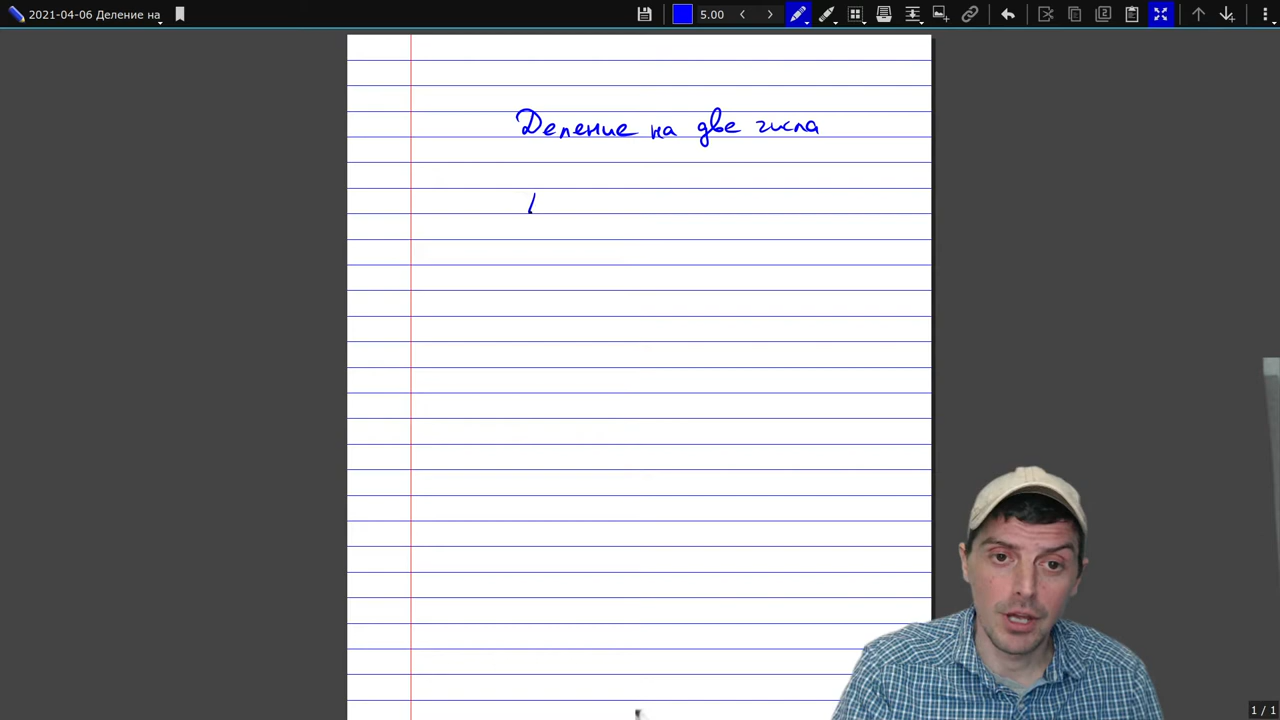 2021-04-06 Деление на
5.00
Деление на две числа
1 / 1